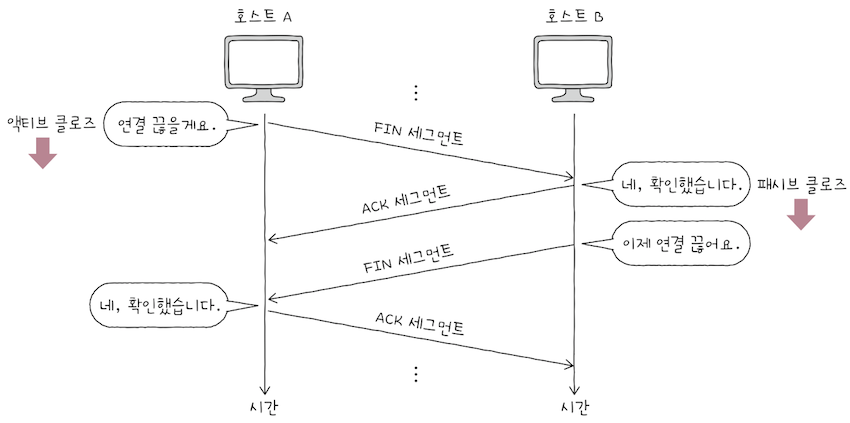 호스트 A
호스트 B
액티브 클로즈
연결 끊을게요.
FIN 세그먼트
네, 확인했습니다.
패시브 클로즈
ACK 세그먼트
이제 연결 끊어요.
FIN 세그먼트
네, 확인했습니다.
ACK 세그먼트
시간
시간